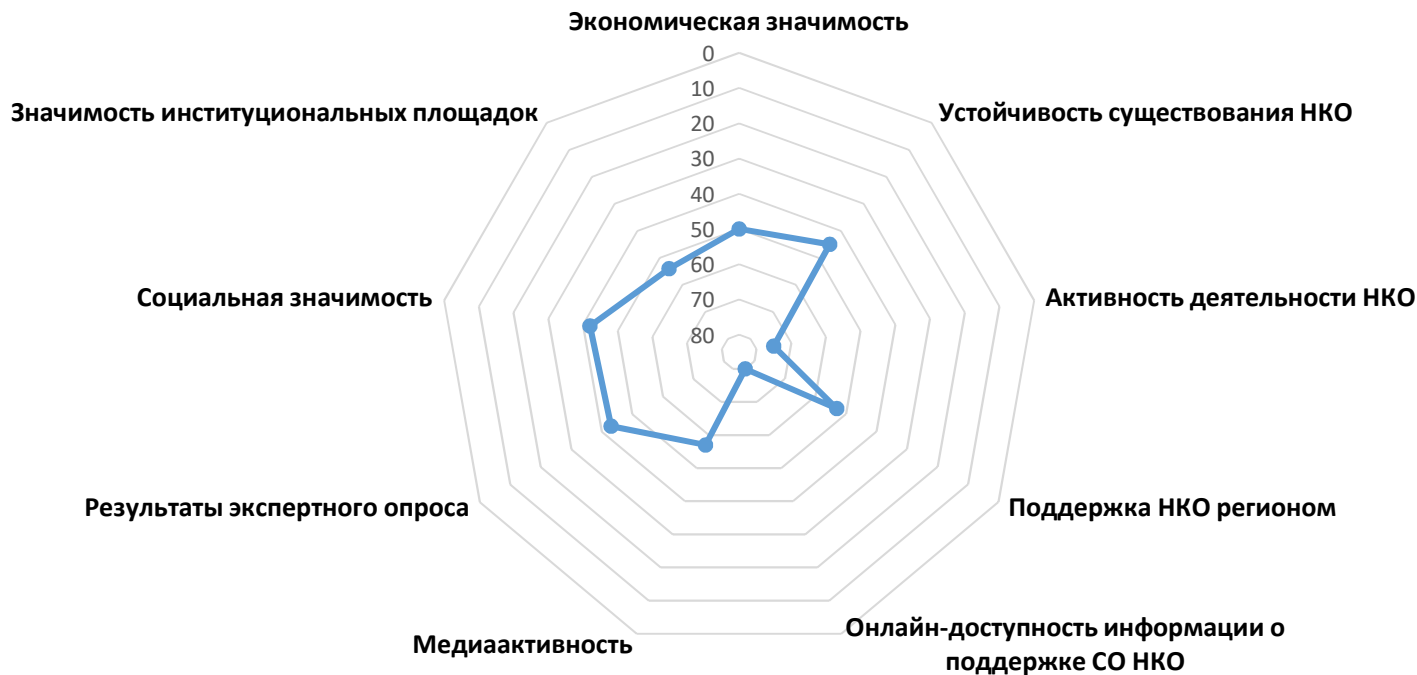 Экономическая значимость
0
10
20
30
40
50
60
70
80
Значимость институциональных площадок
Устойчивость существования НКО
Социальная значимость
Активность деятельности НКО
Результаты экспертного опроса
Поддержка НКО регионом
Медиаактивность
Онлайн-доступность информации о
поддержке СО НКО